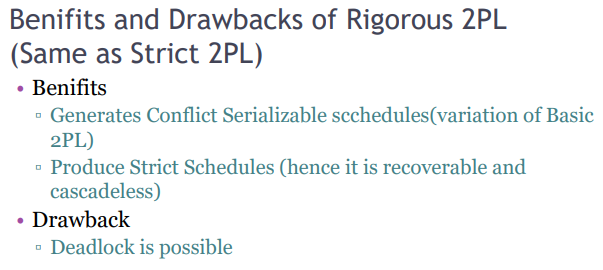 Benifits and Drawbacks of Rigorous 2PL
(Same as Strict 2PL)
• Benifits
▫ Generates Conflict Serializable scchedules(variation of Basic
2PL)
▫ Produce Strict Schedules (hence it is recoverable and
cascadeless)
• Drawback
▫ Deadlock is possible